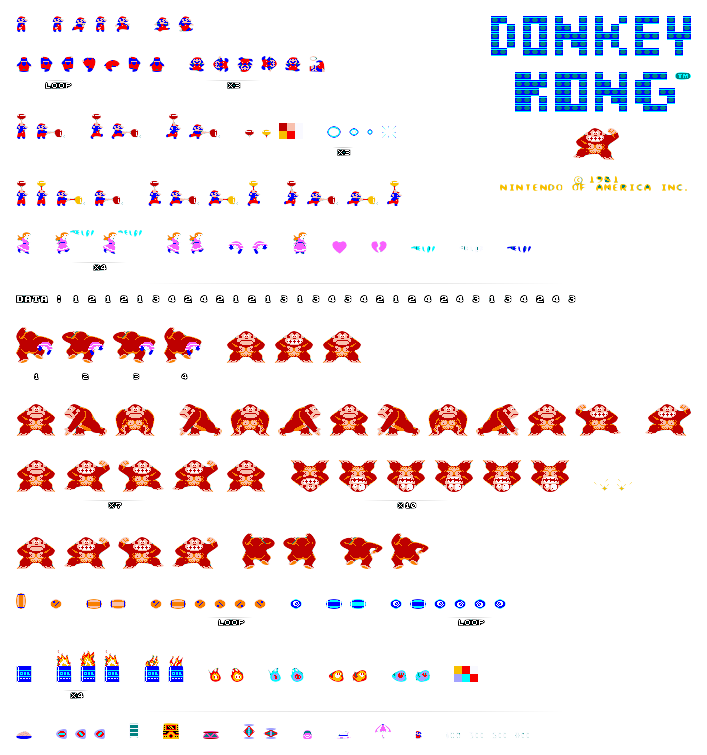 DONKEY
KONG™
LOOP
X3
X3
© 1981
NINTENDO OF AMERICA INC.
X4
DATA : 1 2 1 2 1 3 4 2 4 2 1 2 1 3 1 3 4 3 4 2 1 2 4 2 4 3 1 3 4 2 4 3
1 2 3 4
X7
X10
LOOP
LOOP
X4